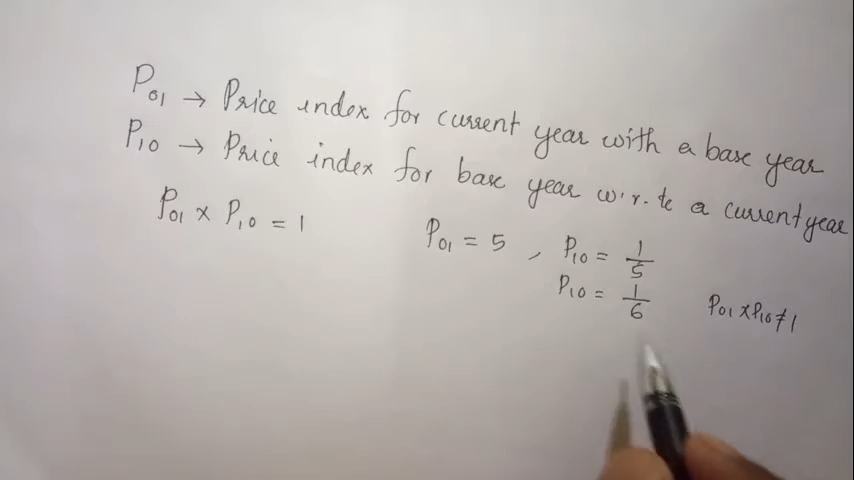 P₀₁ → Price index for current year with a base year
P₁₀ → Price index for base year w.r.to a current year
P₀₁ × P₁₀ = 1
P₀₁ = 5 , P₁₀ = 1/5
P₁₀ = 1/6
P₀₁ × P₁₀ ≠ 1